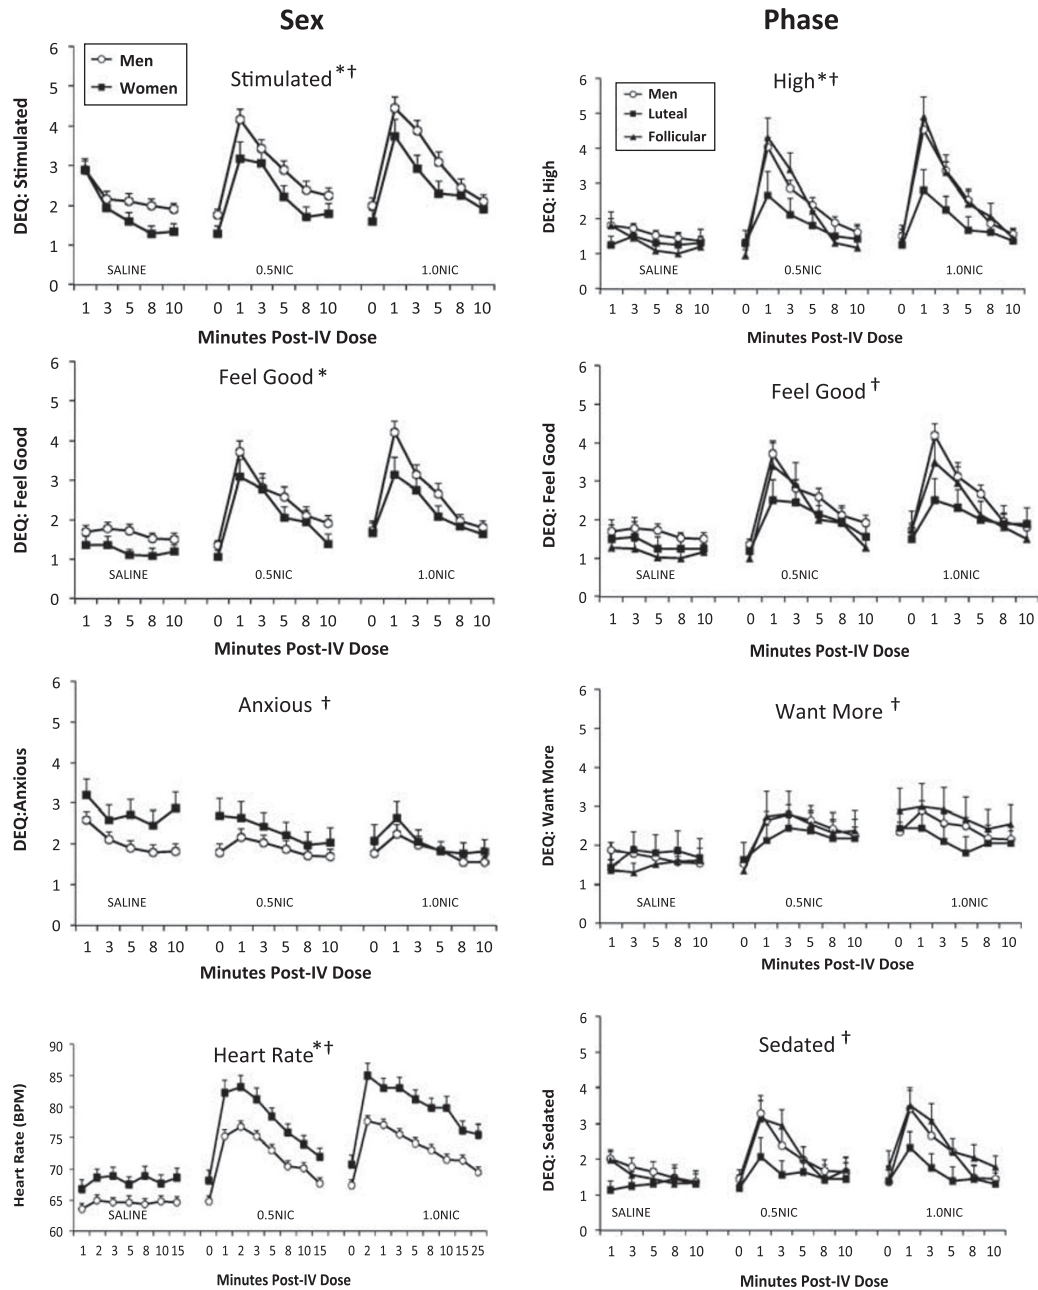 Sex
Phase
6
5
4
3
2
1
0
DEQ: Stimulated
Men
Women
Stimulated *†
SALINE
0.5NIC
1.0NIC
1 3 5 8 10 0 1 3 5 8 10 0 1 3 5 8 10
Minutes Post-IV Dose
6
5
4
3
2
1
0
DEQ: High
Men
Luteal
Follicular
High*†
SALINE
0.5NIC
1.0NIC
1 3 5 8 10 0 1 3 5 8 10 0 1 3 5 8 10
Minutes Post-IV Dose
6
5
4
3
2
1
0
DEQ: Feel Good
Feel Good *
SALINE
0.5NIC
1.0NIC
1 3 5 8 10 0 1 3 5 8 10 0 1 3 5 8 10
Minutes Post-IV Dose
6
5
4
3
2
1
0
DEQ: Feel Good
Feel Good †
SALINE
0.5NIC
1.0NIC
1 3 5 8 10 0 1 3 5 8 10 0 1 3 5 8 10
Minutes Post-IV Dose
6
5
4
3
2
1
0
DEQ:Anxious
Anxious †
SALINE
0.5NIC
1.0NIC
1 3 5 8 10 0 1 3 5 8 10 0 1 3 5 8 10
Minutes Post-IV Dose
6
5
4
3
2
1
0
DEQ: Want More
Want More †
SALINE
0.5NIC
1.0NIC
1 3 5 8 10 0 1 3 5 8 10 0 1 3 5 8 10
Minutes Post-IV Dose
90
85
80
75
70
65
60
Heart Rate (BPM)
Heart Rate*†
SALINE
0.5NIC
1.0NIC
1 2 3 5 8 10 15 0 1 2 3 5 8 10 15 0 2 1 3 5 8 10 15 25
Minutes Post-IV Dose
6
5
4
3
2
1
0
DEQ: Sedated
Sedated †
SALINE
0.5NIC
1.0NIC
1 3 5 8 10 0 1 3 5 8 10 0 1 3 5 8 10
Minutes Post-IV Dose